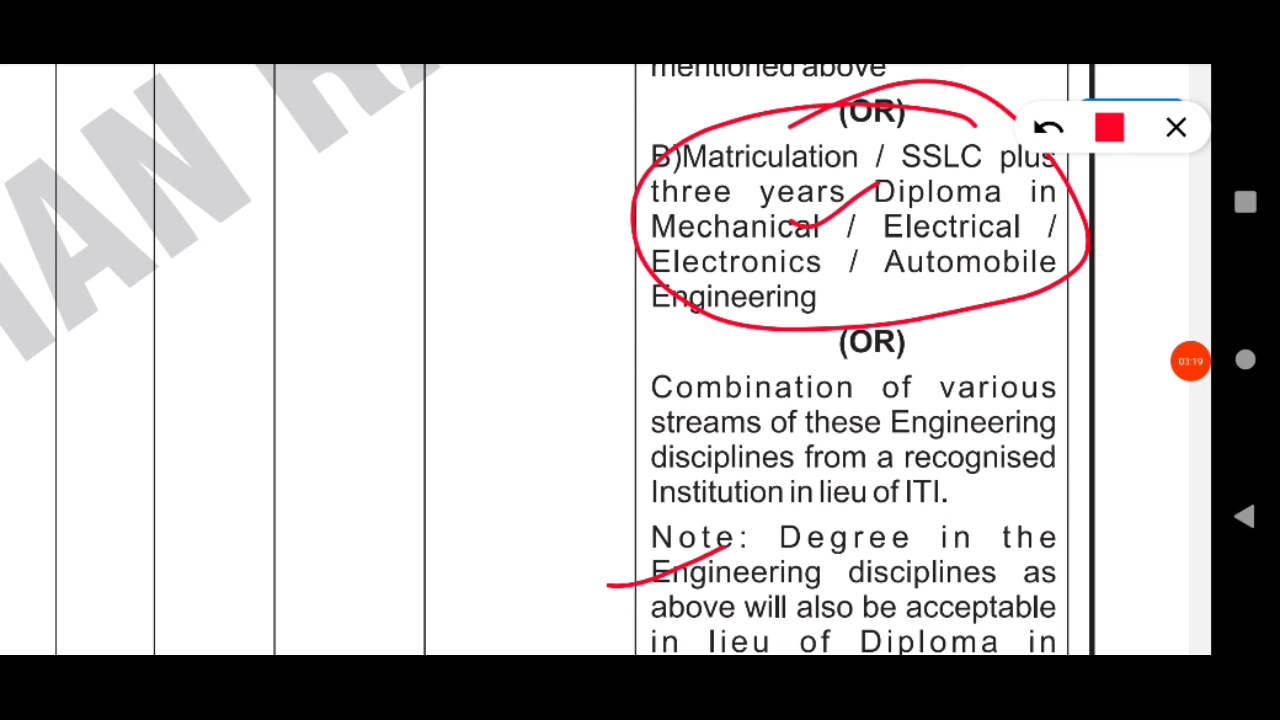 mentioned above
(OR)
B)Matriculation / SSLC plus
three years Diploma in
Mechanical / Electrical /
Electronics / Automobile
Engineering
(OR)
Combination of various
streams of these Engineering
disciplines from a recognised
Institution in lieu of ITI.
Note: Degree in the
Engineering disciplines as
above will also be acceptable
in lieu of Diploma in
03:19